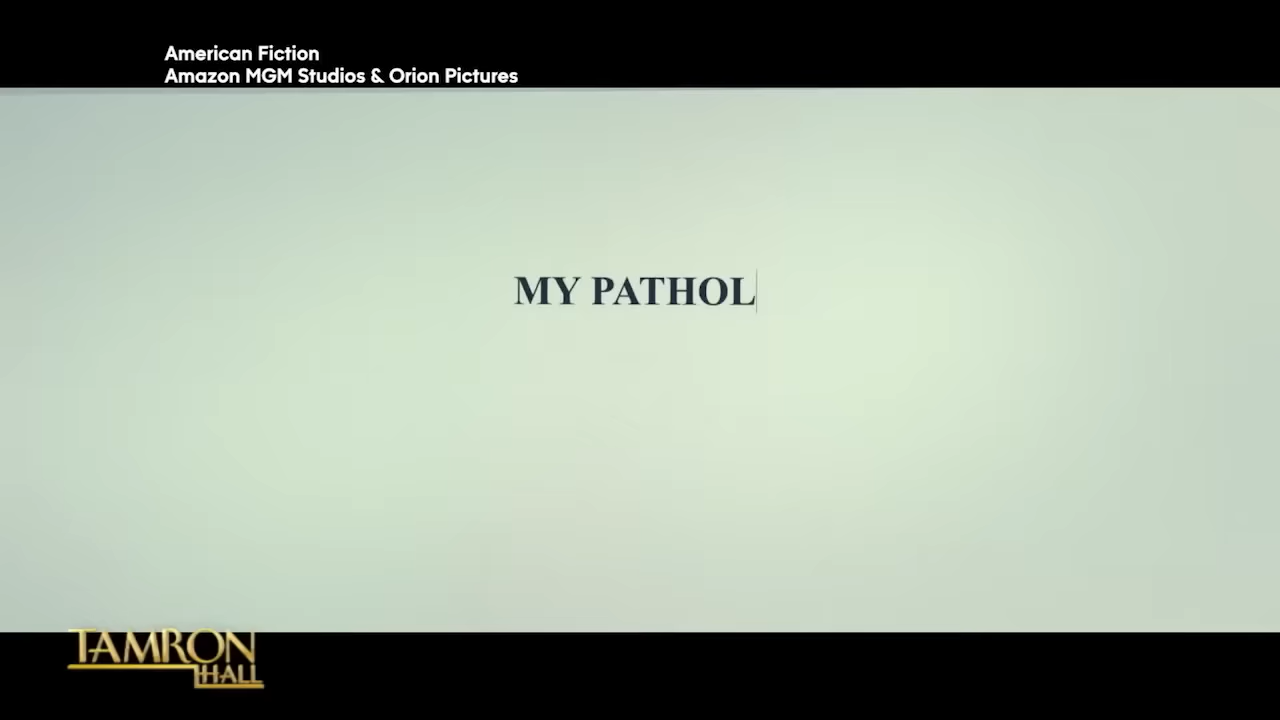 American Fiction
Amazon MGM Studios & Orion Pictures
MY PATHOL
TAMRON
HALL